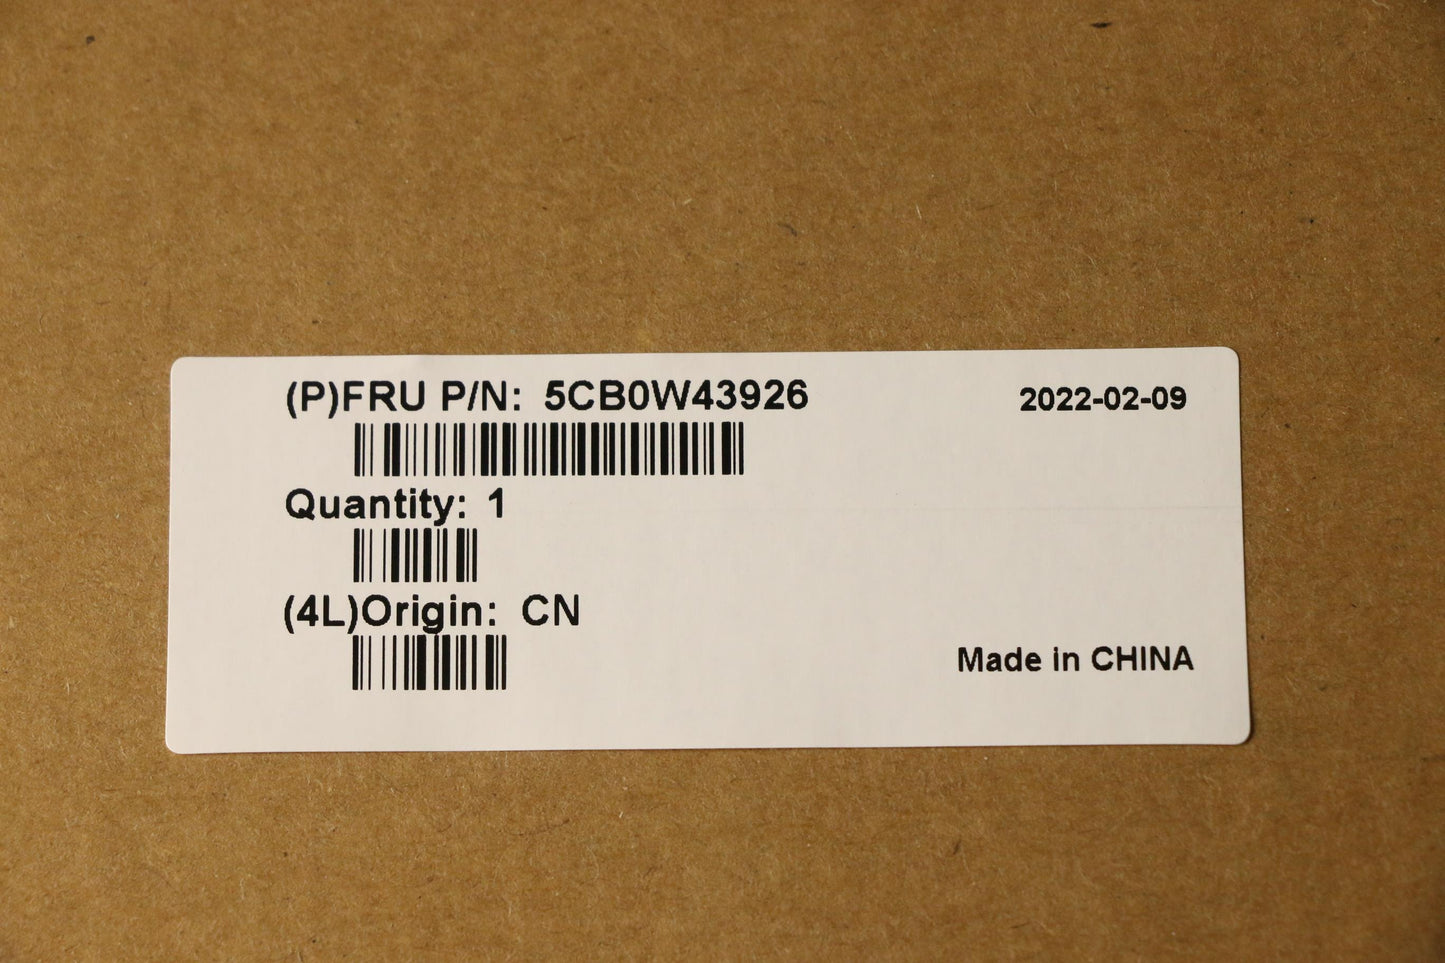 (P)FRU P/N: 5CB0W43926
2022-02-09
Quantity: 1
(4L)Origin: CN
Made in CHINA